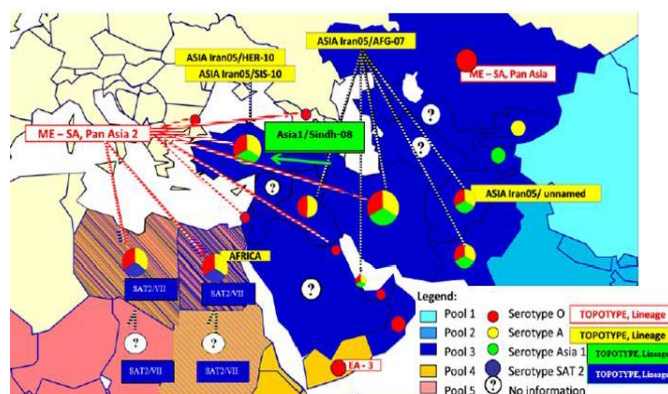 ASIA Iran05/AFG-07
ASIA Iran05/HER-10
ASIA Iran05/SIS-10
ME – SA, Pan Asia
ME – SA, Pan Asia 2
Asia1/Sindh-08
?
?
?
ASIA Iran05/ unnamed
AFRICA
SAT2/VII
SAT2/VII
?
?
?
SAT2/VII
SAT2/VII
EA - 3
Legend:
Pool 1
Pool 2
Pool 3
Pool 4
Pool 5
Serotype O
Serotype A
Serotype Asia 1
Serotype SAT 2
? No information
TOPOTYPE, Lineage
TOPOTYPE, Lineage
TOPOTYPE, Lineage
TOPOTYPE, Lineage